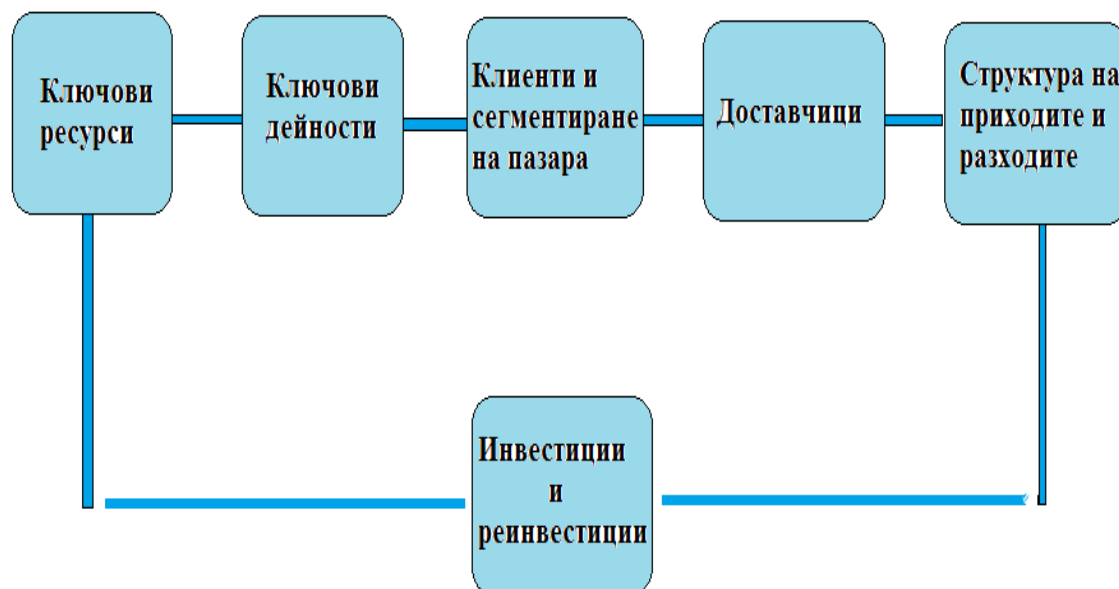 Ключови
ресурси
Ключови
дейности
Клиенти и
сегментиране
на пазара
Доставчици
Структура на
приходите и
разходите
Инвестиции
и
реинвестиции